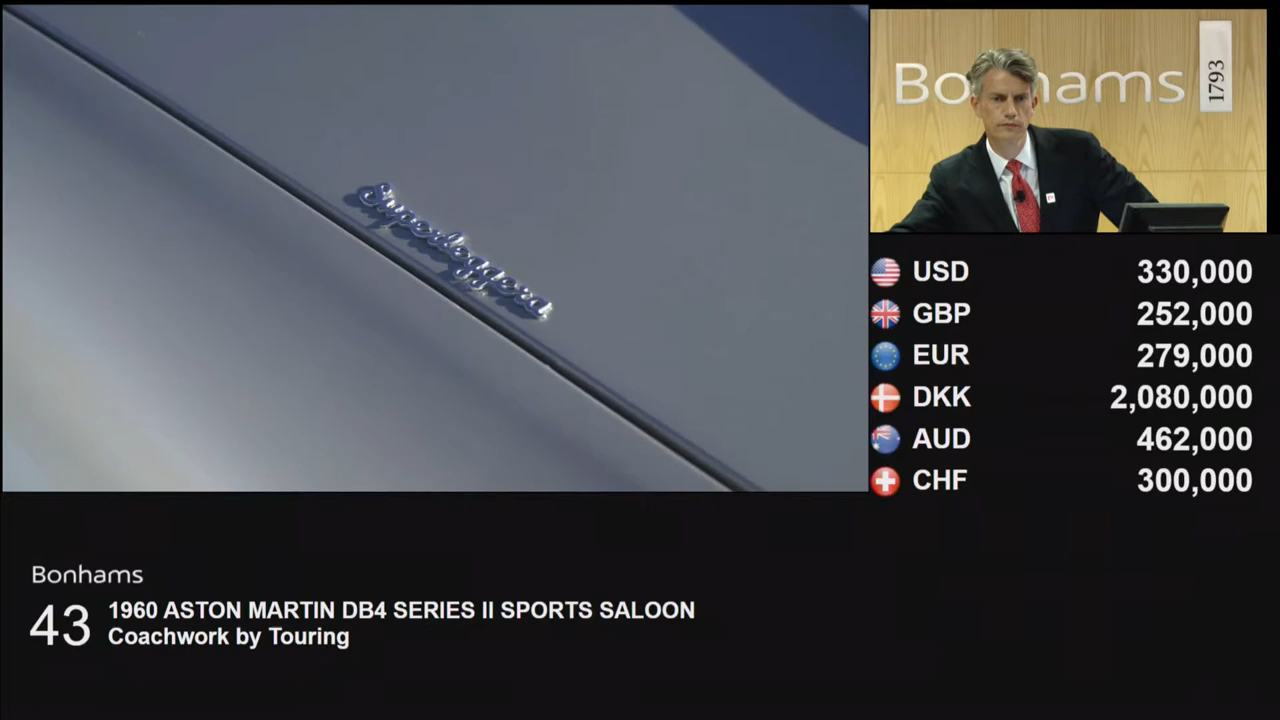 Superleggera
Bonhams
1793
USD 330,000
GBP 252,000
EUR 279,000
DKK 2,080,000
AUD 462,000
CHF 300,000
Bonhams
43
1960 ASTON MARTIN DB4 SERIES II SPORTS SALOON
Coachwork by Touring